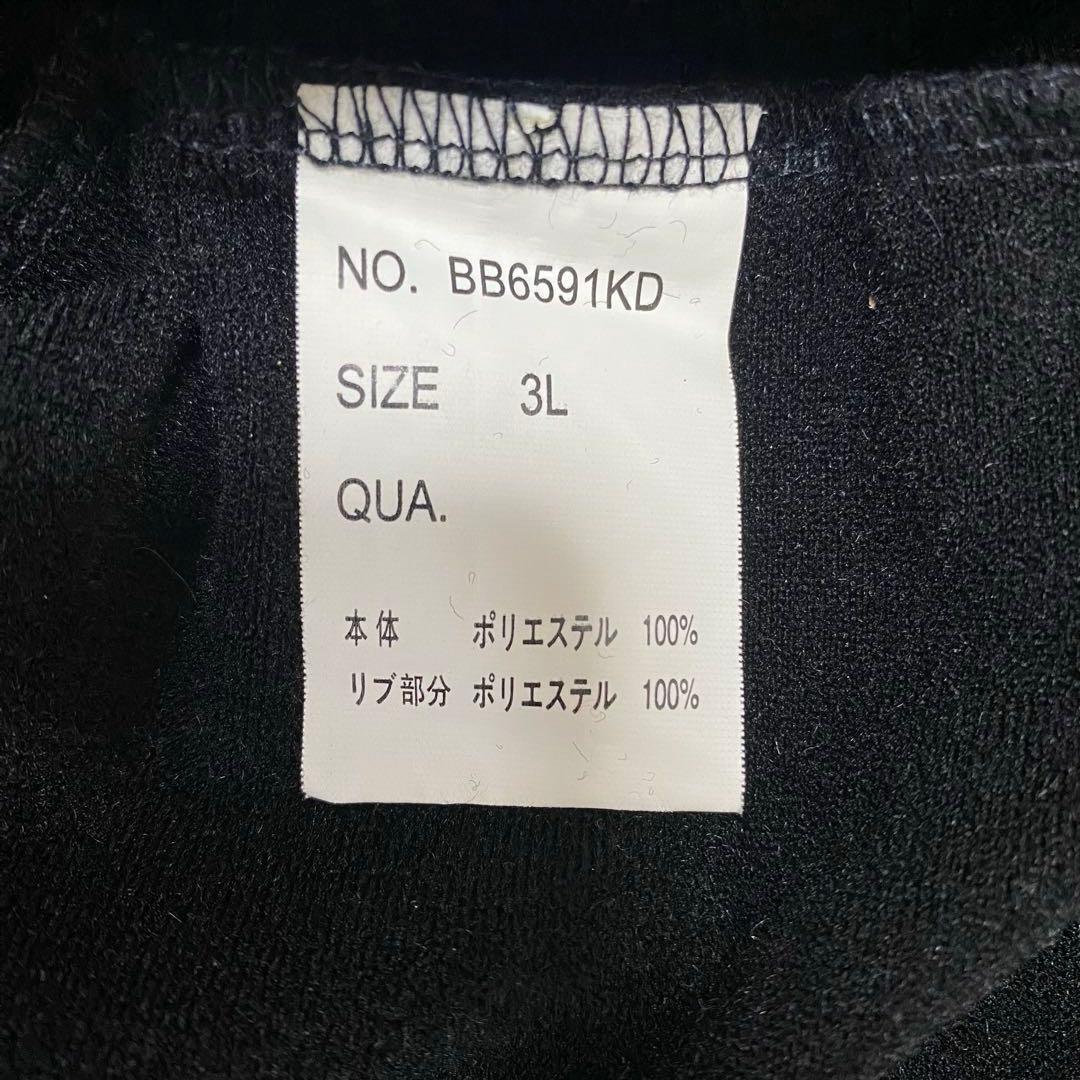 NO. BB6591KD
SIZE 3L
QUA.
本体 ポリエステル 100%
リブ部分 ポリエステル 100%